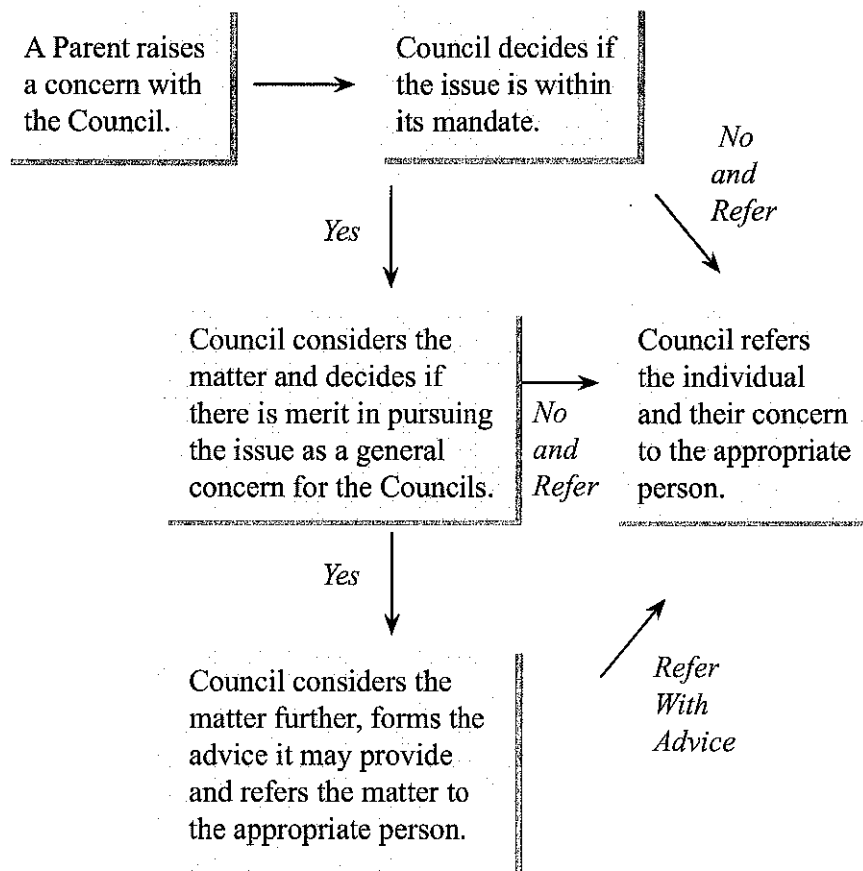 A Parent raises
a concern with
the Council.
Council decides if
the issue is within
its mandate.
No
and
Refer
Yes
Council considers the
matter and decides if
there is merit in pursuing
the issue as a general
concern for the Councils.
No
and
Refer
Council refers
the individual
and their concern
to the appropriate
person.
Yes
Council considers the
matter further, forms the
advice it may provide
and refers the matter to
the appropriate person.
Refer
With
Advice